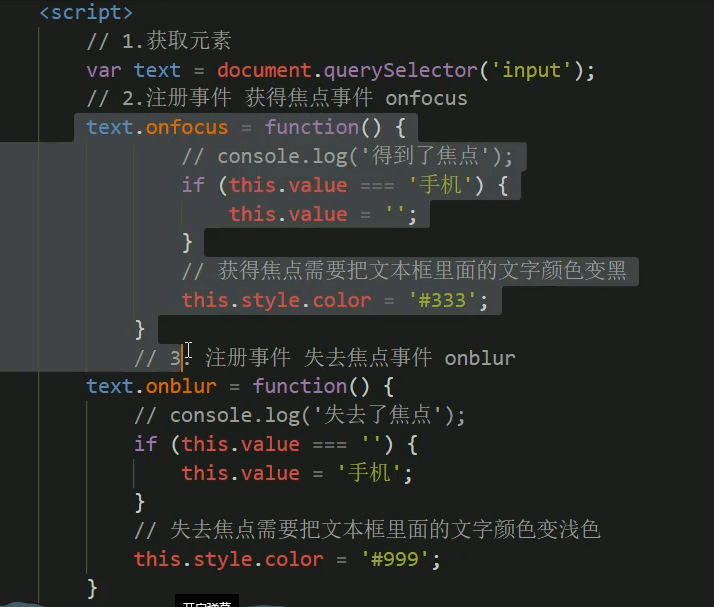 <script>
// 1.获取元素
var text = document.querySelector('input');
// 2.注册事件 获得焦点事件 onfocus
text.onfocus = function() {
// console.log('得到了焦点');
if (this.value === '手机') {
this.value = '';
}
// 获得焦点需要把文本框里面的文字颜色变黑
this.style.color = '#333';
}
// 3. 注册事件 失去焦点事件 onblur
text.onblur = function() {
// console.log('失去了焦点');
if (this.value === '') {
this.value = '手机';
}
// 失去焦点需要把文本框里面的文字颜色变浅色
this.style.color = '#999';
}
开启弹幕